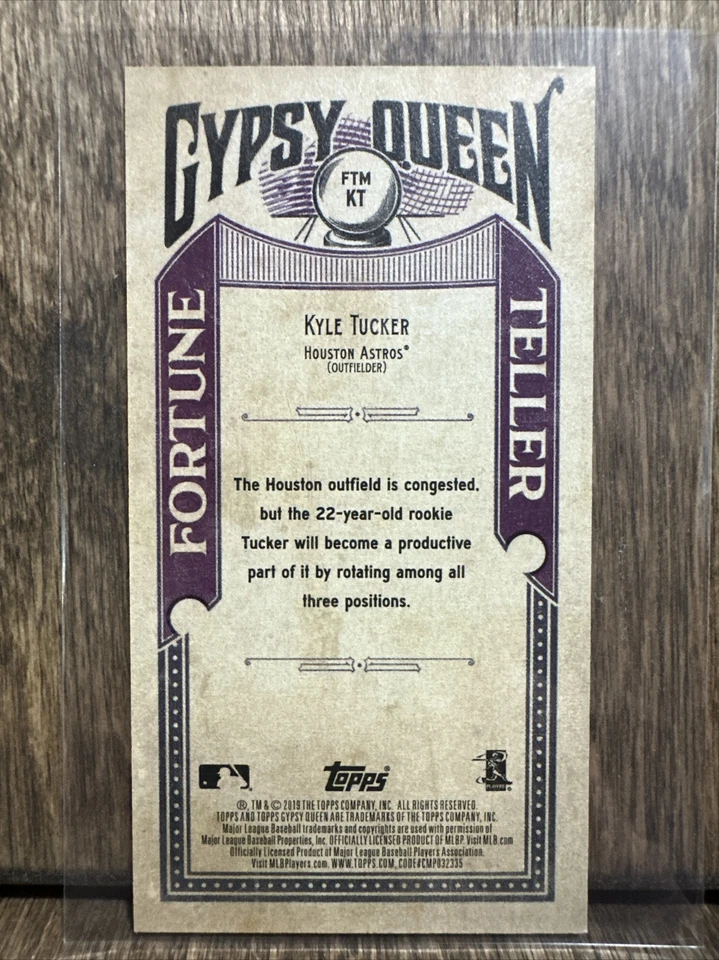 GYPSY QUEEN
FTM
KT
FORTUNE
TELLER
KYLE TUCKER
HOUSTON ASTROS®
(OUTFIELDER)
The Houston outfield is congested,
but the 22-year-old rookie
Tucker will become a productive
part of it by rotating among all
three positions.
topps®
PLAYERS
®, TM & © 2019 THE TOPPS COMPANY, INC. ALL RIGHTS RESERVED.
TOPPS AND TOPPS GYPSY QUEEN ARE TRADEMARKS OF THE TOPPS COMPANY, INC.
Major League Baseball trademarks and copyrights are used with permission of
Major League Baseball Properties, Inc. OFFICIALLY LICENSED PRODUCT OF MLBP. Visit MLB.com
Officially Licensed Product of Major League Baseball Players Association.
Visit MLBPlayers.com. WWW.TOPPS.COM, CODE#CMP032335